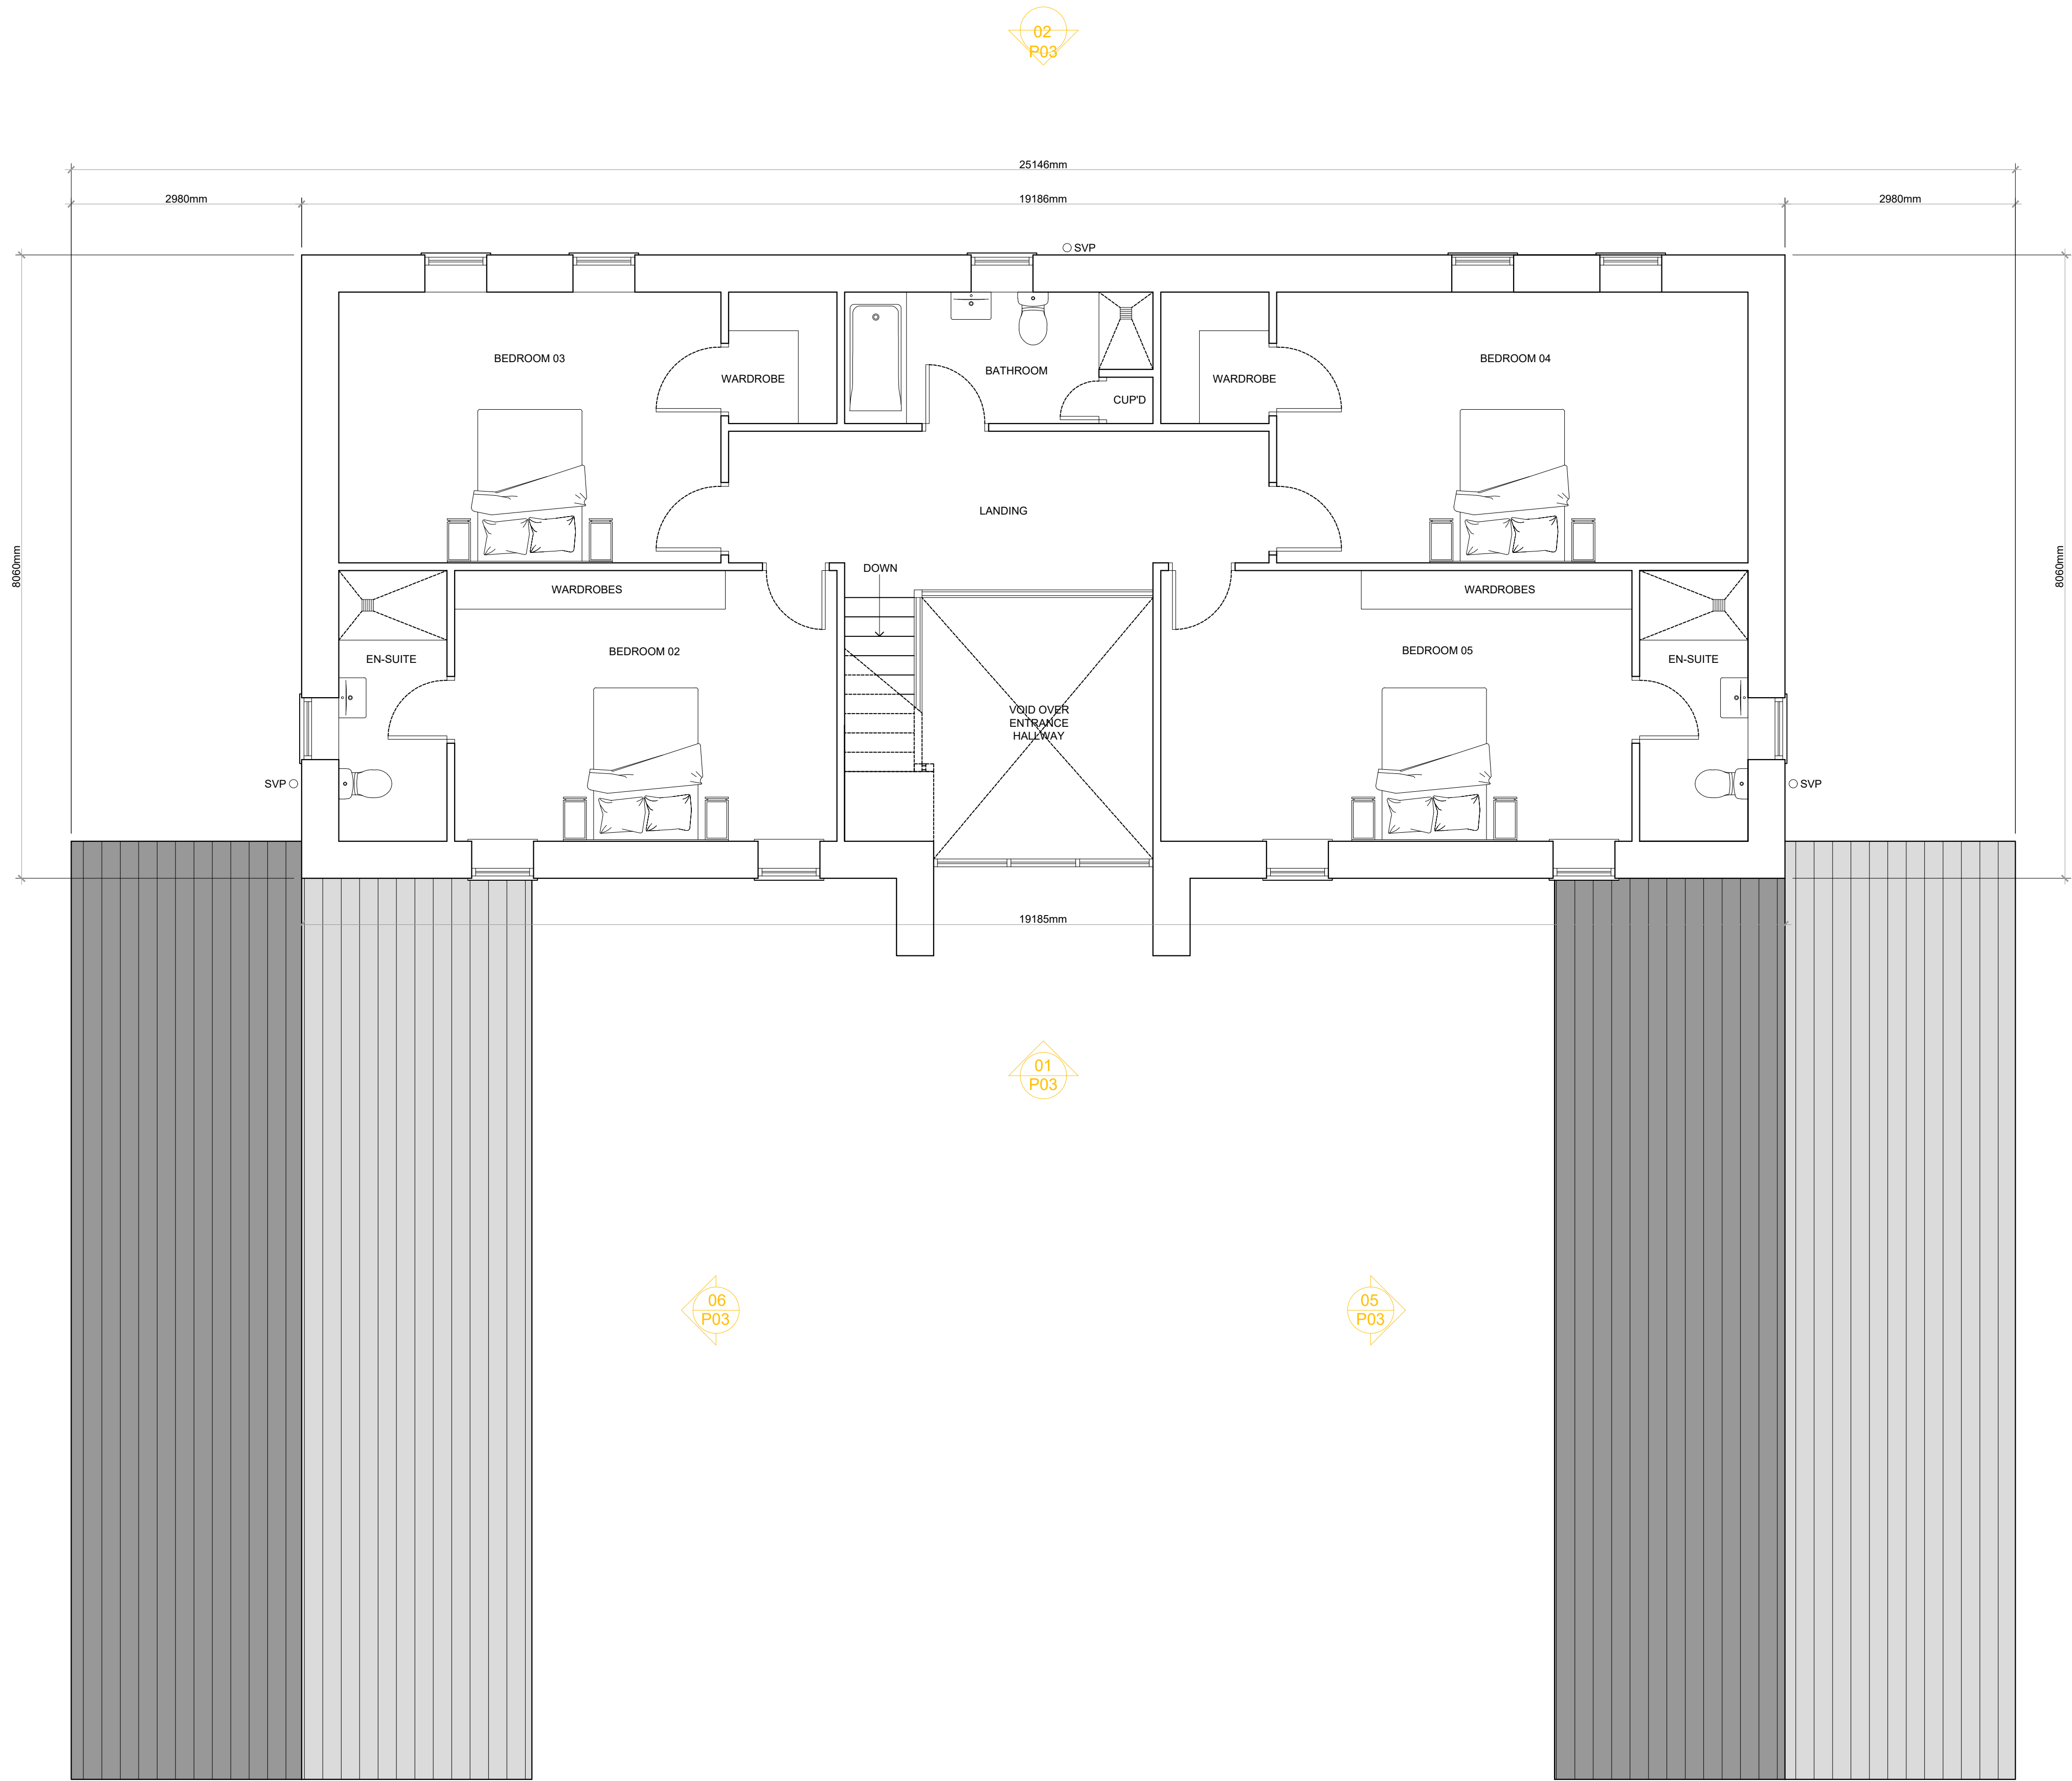 02
P03
25146mm
2980mm
19186mm
2980mm
SVP
BEDROOM 03
BEDROOM 04
BATHROOM
WARDROBE
WARDROBE
CUP'D
LANDING
DOWN
8060mm
8060mm
WARDROBES
WARDROBES
BEDROOM 02
BEDROOM 05
EN-SUITE
EN-SUITE
VOID OVER
ENTRANCE
HALLWAY
SVP
SVP
19185mm
01
P03
06
P03
05
P03